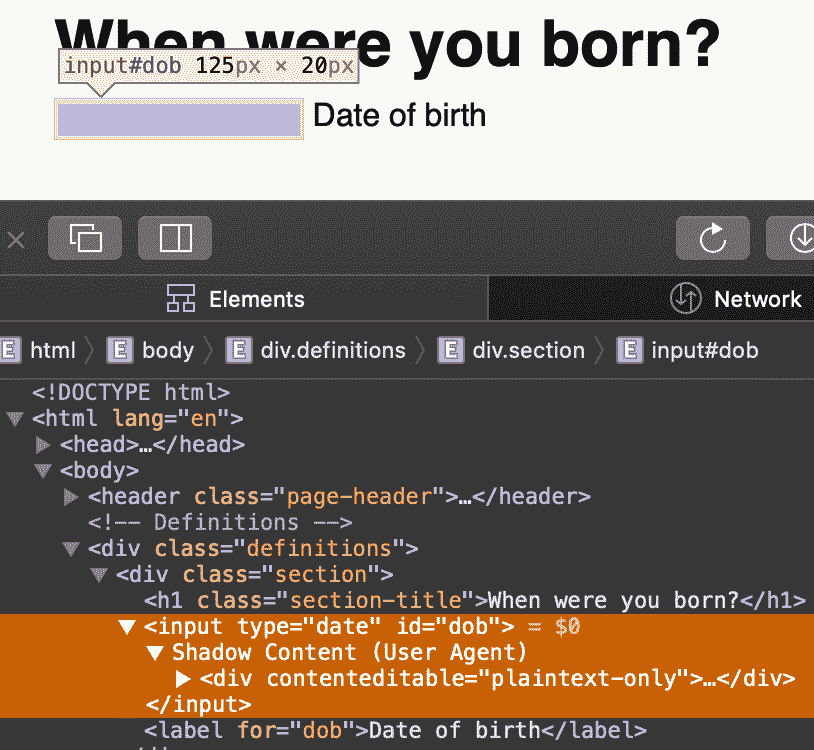 When were you born?
input#dob 125px × 20px
Date of birth
Elements
Network
E html E body E div.definitions E div.section E input#dob
<!DOCTYPE html>
<html lang="en">
<head>…</head>
<body>
<header class="page-header">…</header>
<!-- Definitions -->
<div class="definitions">
<div class="section">
<h1 class="section-title">When were you born?</h1>
<input type="date" id="dob"> = $0
Shadow Content (User Agent)
<div contenteditable="plaintext-only">…</div>
</input>
<label for="dob">Date of birth</label>